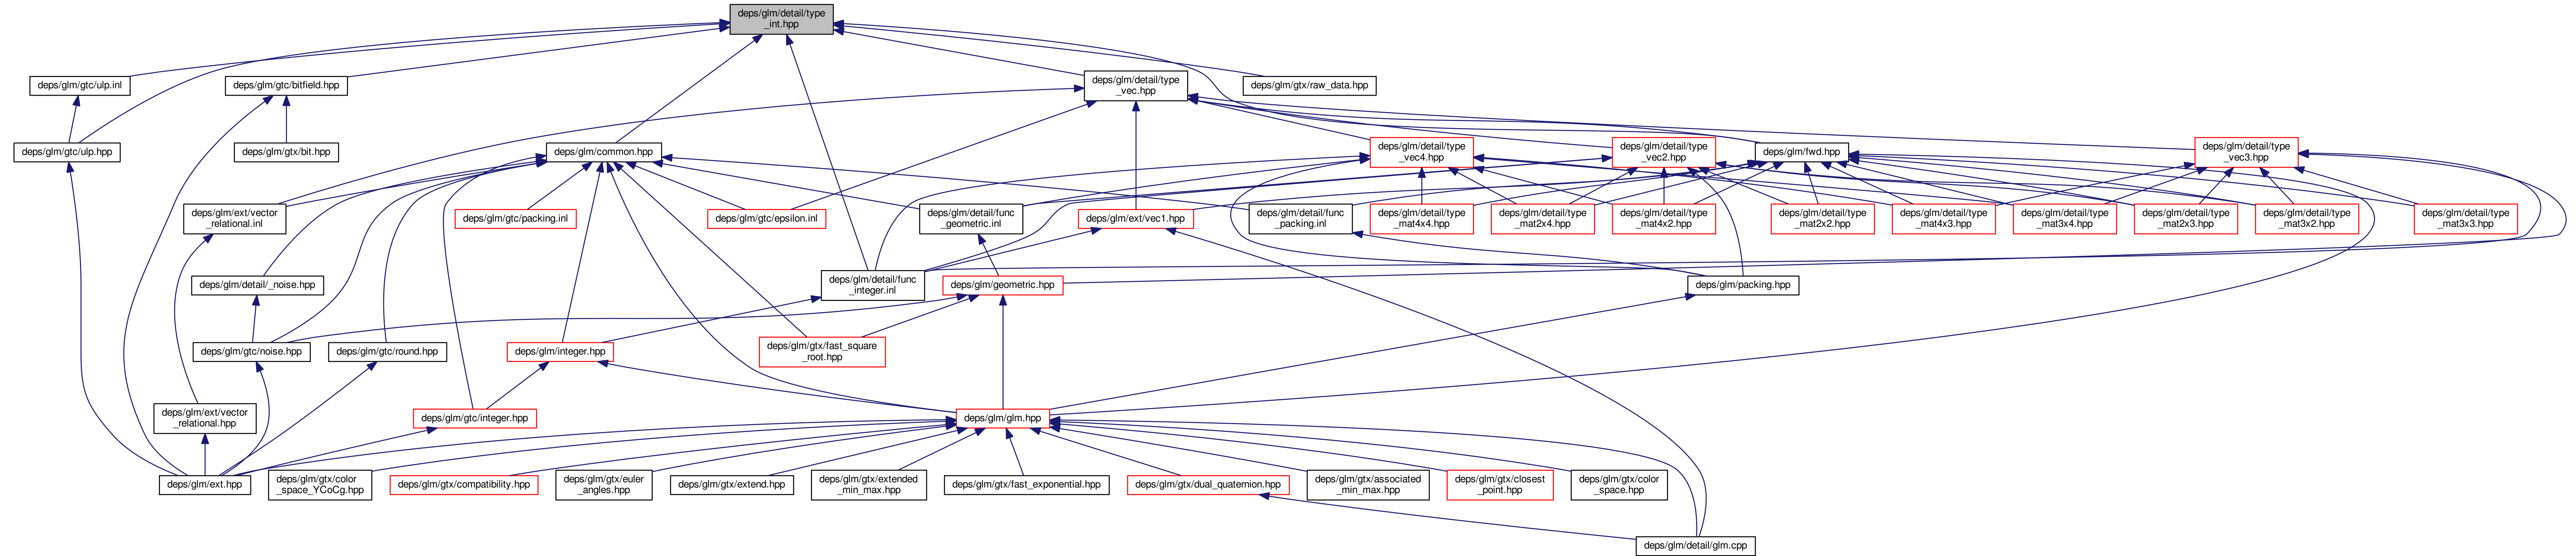 deps/glm/detail/type
_int.hpp
deps/glm/gtc/ulp.inl
deps/glm/gtc/bitfield.hpp
deps/glm/detail/type
_vec.hpp
deps/glm/gtx/raw_data.hpp
deps/glm/gtc/ulp.hpp
deps/glm/gtx/bit.hpp
deps/glm/common.hpp
deps/glm/detail/type
_vec4.hpp
deps/glm/detail/type
_vec2.hpp
deps/glm/fwd.hpp
deps/glm/detail/type
_vec3.hpp
deps/glm/ext/vector
_relational.inl
deps/glm/gtc/packing.inl
deps/glm/gtc/epsilon.inl
deps/glm/detail/func
_geometric.inl
deps/glm/ext/vec1.hpp
deps/glm/detail/func
_packing.inl
deps/glm/detail/type
_mat4x4.hpp
deps/glm/detail/type
_mat2x4.hpp
deps/glm/detail/type
_mat4x2.hpp
deps/glm/detail/type
_mat2x2.hpp
deps/glm/detail/type
_mat4x3.hpp
deps/glm/detail/type
_mat3x4.hpp
deps/glm/detail/type
_mat2x3.hpp
deps/glm/detail/type
_mat3x2.hpp
deps/glm/detail/type
_mat3x3.hpp
deps/glm/detail/_noise.hpp
deps/glm/detail/func
_integer.inl
deps/glm/geometric.hpp
deps/glm/packing.hpp
deps/glm/gtc/noise.hpp
deps/glm/gtc/round.hpp
deps/glm/integer.hpp
deps/glm/gtx/fast_square
_root.hpp
deps/glm/ext/vector
_relational.hpp
deps/glm/gtc/integer.hpp
deps/glm/glm.hpp
deps/glm/ext.hpp
deps/glm/gtx/color
_space_YCoCg.hpp
deps/glm/gtx/compatibility.hpp
deps/glm/gtx/euler
_angles.hpp
deps/glm/gtx/extend.hpp
deps/glm/gtx/extended
_min_max.hpp
deps/glm/gtx/fast_exponential.hpp
deps/glm/gtx/dual_quaternion.hpp
deps/glm/gtx/associated
_min_max.hpp
deps/glm/gtx/closest
_point.hpp
deps/glm/gtx/color
_space.hpp
deps/glm/detail/glm.cpp